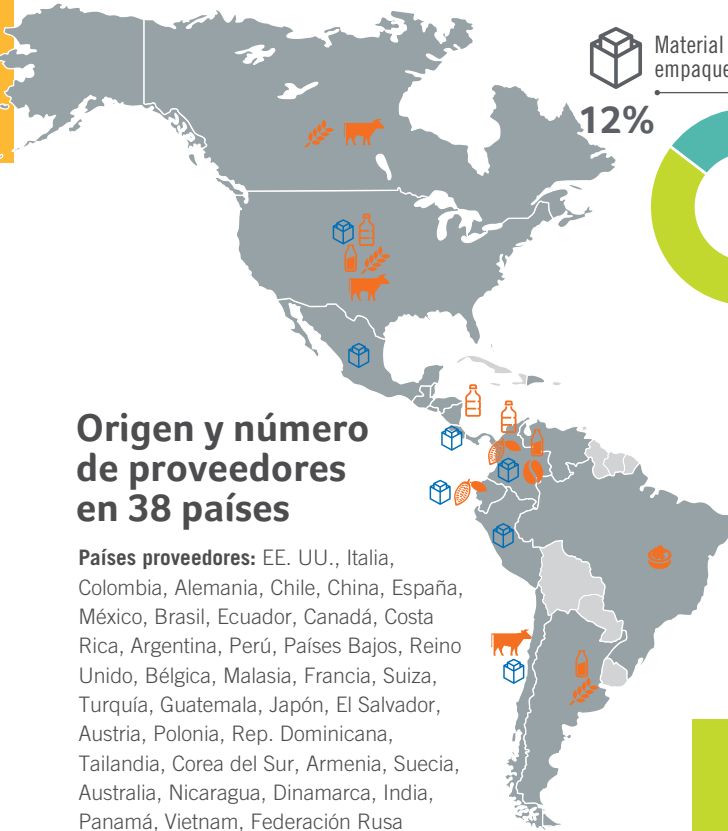 Material
empaque
12%
Origen y número
de proveedores
en 38 países
Países proveedores: EE. UU., Italia,
Colombia, Alemania, Chile, China, España,
México, Brasil, Ecuador, Canadá, Costa
Rica, Argentina, Perú, Países Bajos, Reino
Unido, Bélgica, Malasia, Francia, Suiza,
Turquía, Guatemala, Japón, El Salvador,
Austria, Polonia, Rep. Dominicana,
Tailandia, Corea del Sur, Armenia, Suecia,
Australia, Nicaragua, Dinamarca, India,
Panamá, Vietnam, Federación Rusa